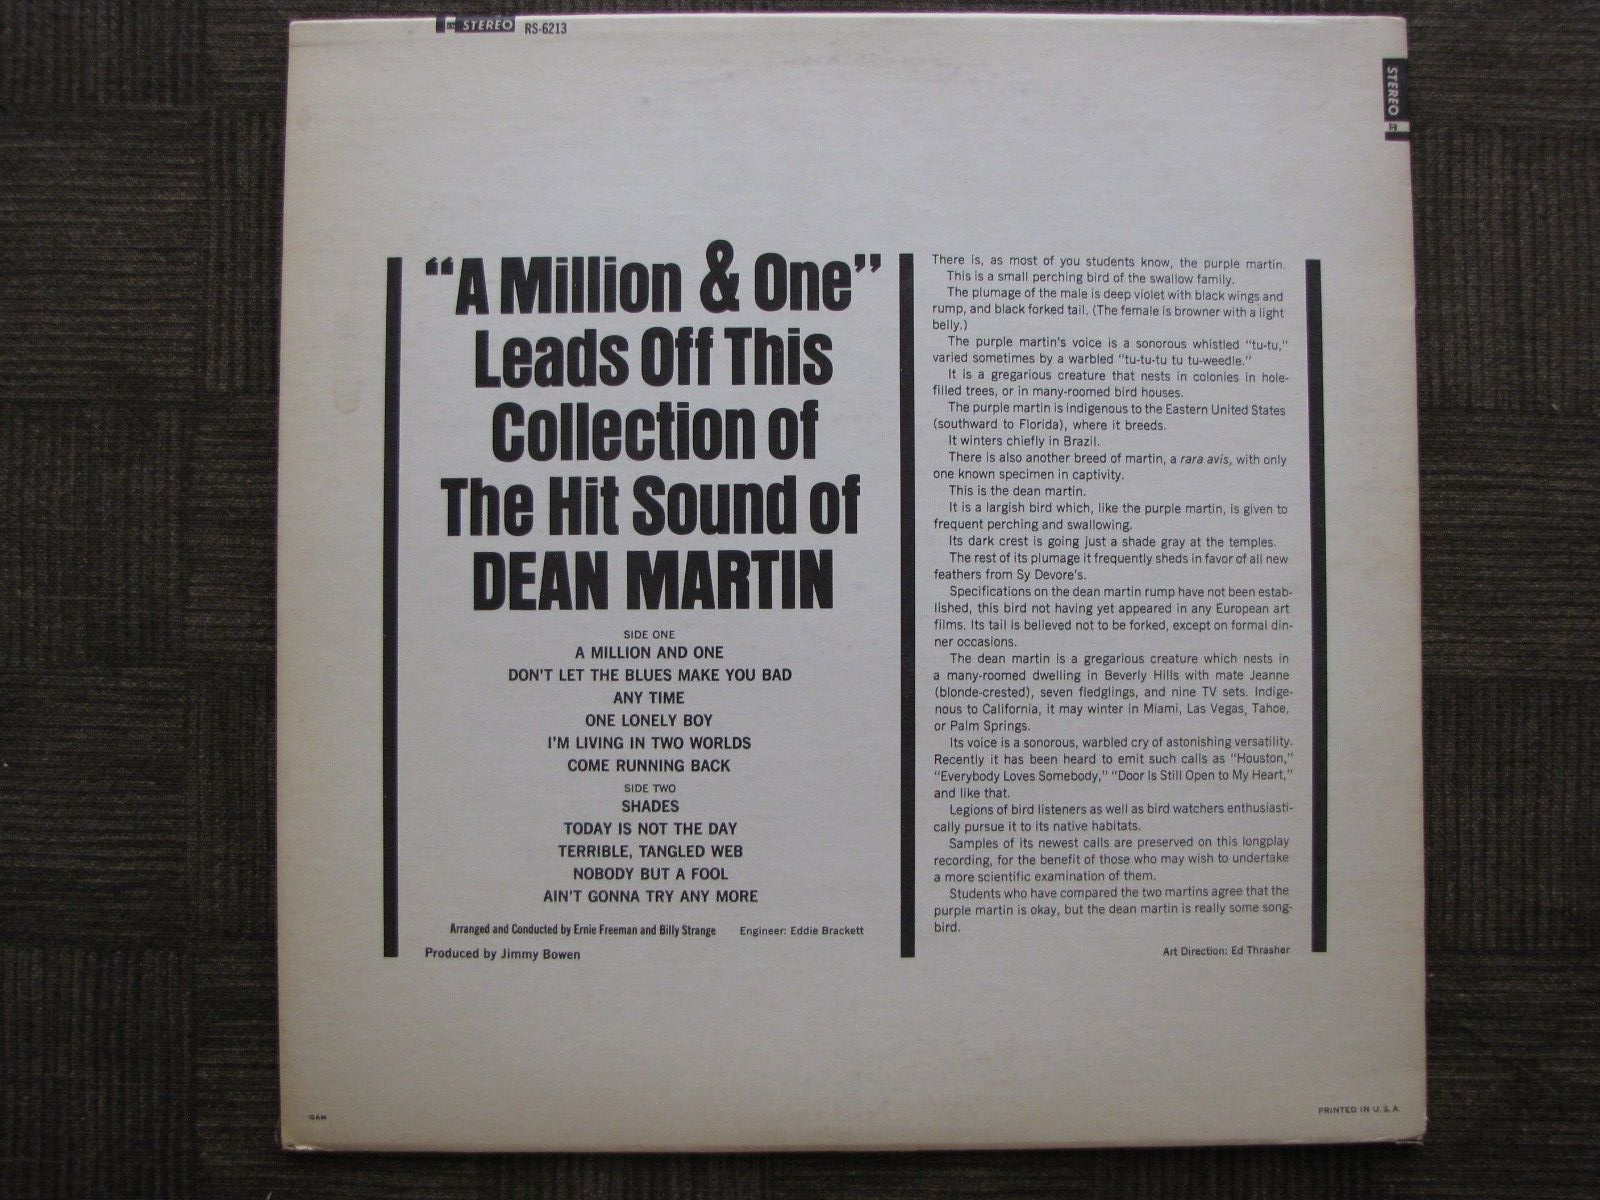 STEREO RS-6213
STEREO
"A Million & One"
Leads Off This
Collection of
The Hit Sound of
DEAN MARTIN
SIDE ONE
A MILLION AND ONE
DON'T LET THE BLUES MAKE YOU BAD
ANY TIME
ONE LONELY BOY
I'M LIVING IN TWO WORLDS
COME RUNNING BACK
SIDE TWO
SHADES
TODAY IS NOT THE DAY
TERRIBLE, TANGLED WEB
NOBODY BUT A FOOL
AIN'T GONNA TRY ANY MORE
Arranged and Conducted by Ernie Freeman and Billy Strange Engineer: Eddie Brackett
Produced by Jimmy Bowen
There is, as most of you students know, the purple martin.
This is a small perching bird of the swallow family.
The plumage of the male is deep violet with black wings and
rump, and black forked tail. (The female is browner with a light
belly.)
The purple martin's voice is a sonorous whistled "tu-tu,"
varied sometimes by a warbled "tu-tu-tu tu tu-weedle."
It is a gregarious creature that nests in colonies in hole-
filled trees, or in many-roomed bird houses.
The purple martin is indigenous to the Eastern United States
(southward to Florida), where it breeds.
It winters chiefly in Brazil.
There is also another breed of martin, a rara avis, with only
one known specimen in captivity.
This is the dean martin.
It is a largish bird which, like the purple martin, is given to
frequent perching and swallowing.
Its dark crest is going just a shade gray at the temples.
The rest of its plumage it frequently sheds in favor of all new
feathers from Sy Devore's.
Specifications on the dean martin rump have not been estab-
lished, this bird not having yet appeared in any European art
films. Its tail is believed not to be forked, except on formal din-
ner occasions.
The dean martin is a gregarious creature which nests in
a many-roomed dwelling in Beverly Hills with mate Jeanne
(blonde-crested), seven fledglings, and nine TV sets. Indige-
nous to California, it may winter in Miami, Las Vegas, Tahoe,
or Palm Springs.
Its voice is a sonorous, warbled cry of astonishing versatility.
Recently it has been heard to emit such calls as "Houston,"
"Everybody Loves Somebody," "Door Is Still Open to My Heart,"
and like that.
Legions of bird listeners as well as bird watchers enthusiasti-
cally pursue it to its native habitats.
Samples of its newest calls are preserved on this longplay
recording, for the benefit of those who may wish to undertake
a more scientific examination of them.
Students who have compared the two martins agree that the
purple martin is okay, but the dean martin is really some song-
bird.
Art Direction: Ed Thrasher
GAM
PRINTED IN U. S. A.